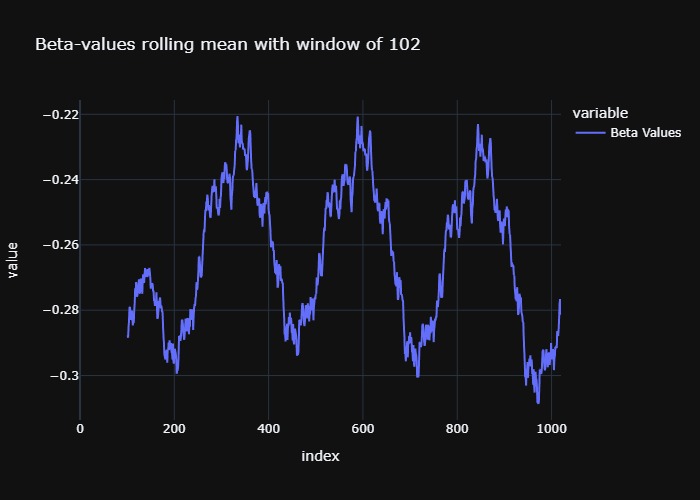 Beta-values rolling mean with window of 102
variable
Beta Values
value
−0.22
−0.24
−0.26
−0.28
−0.3
0
200
400
600
800
1000
index